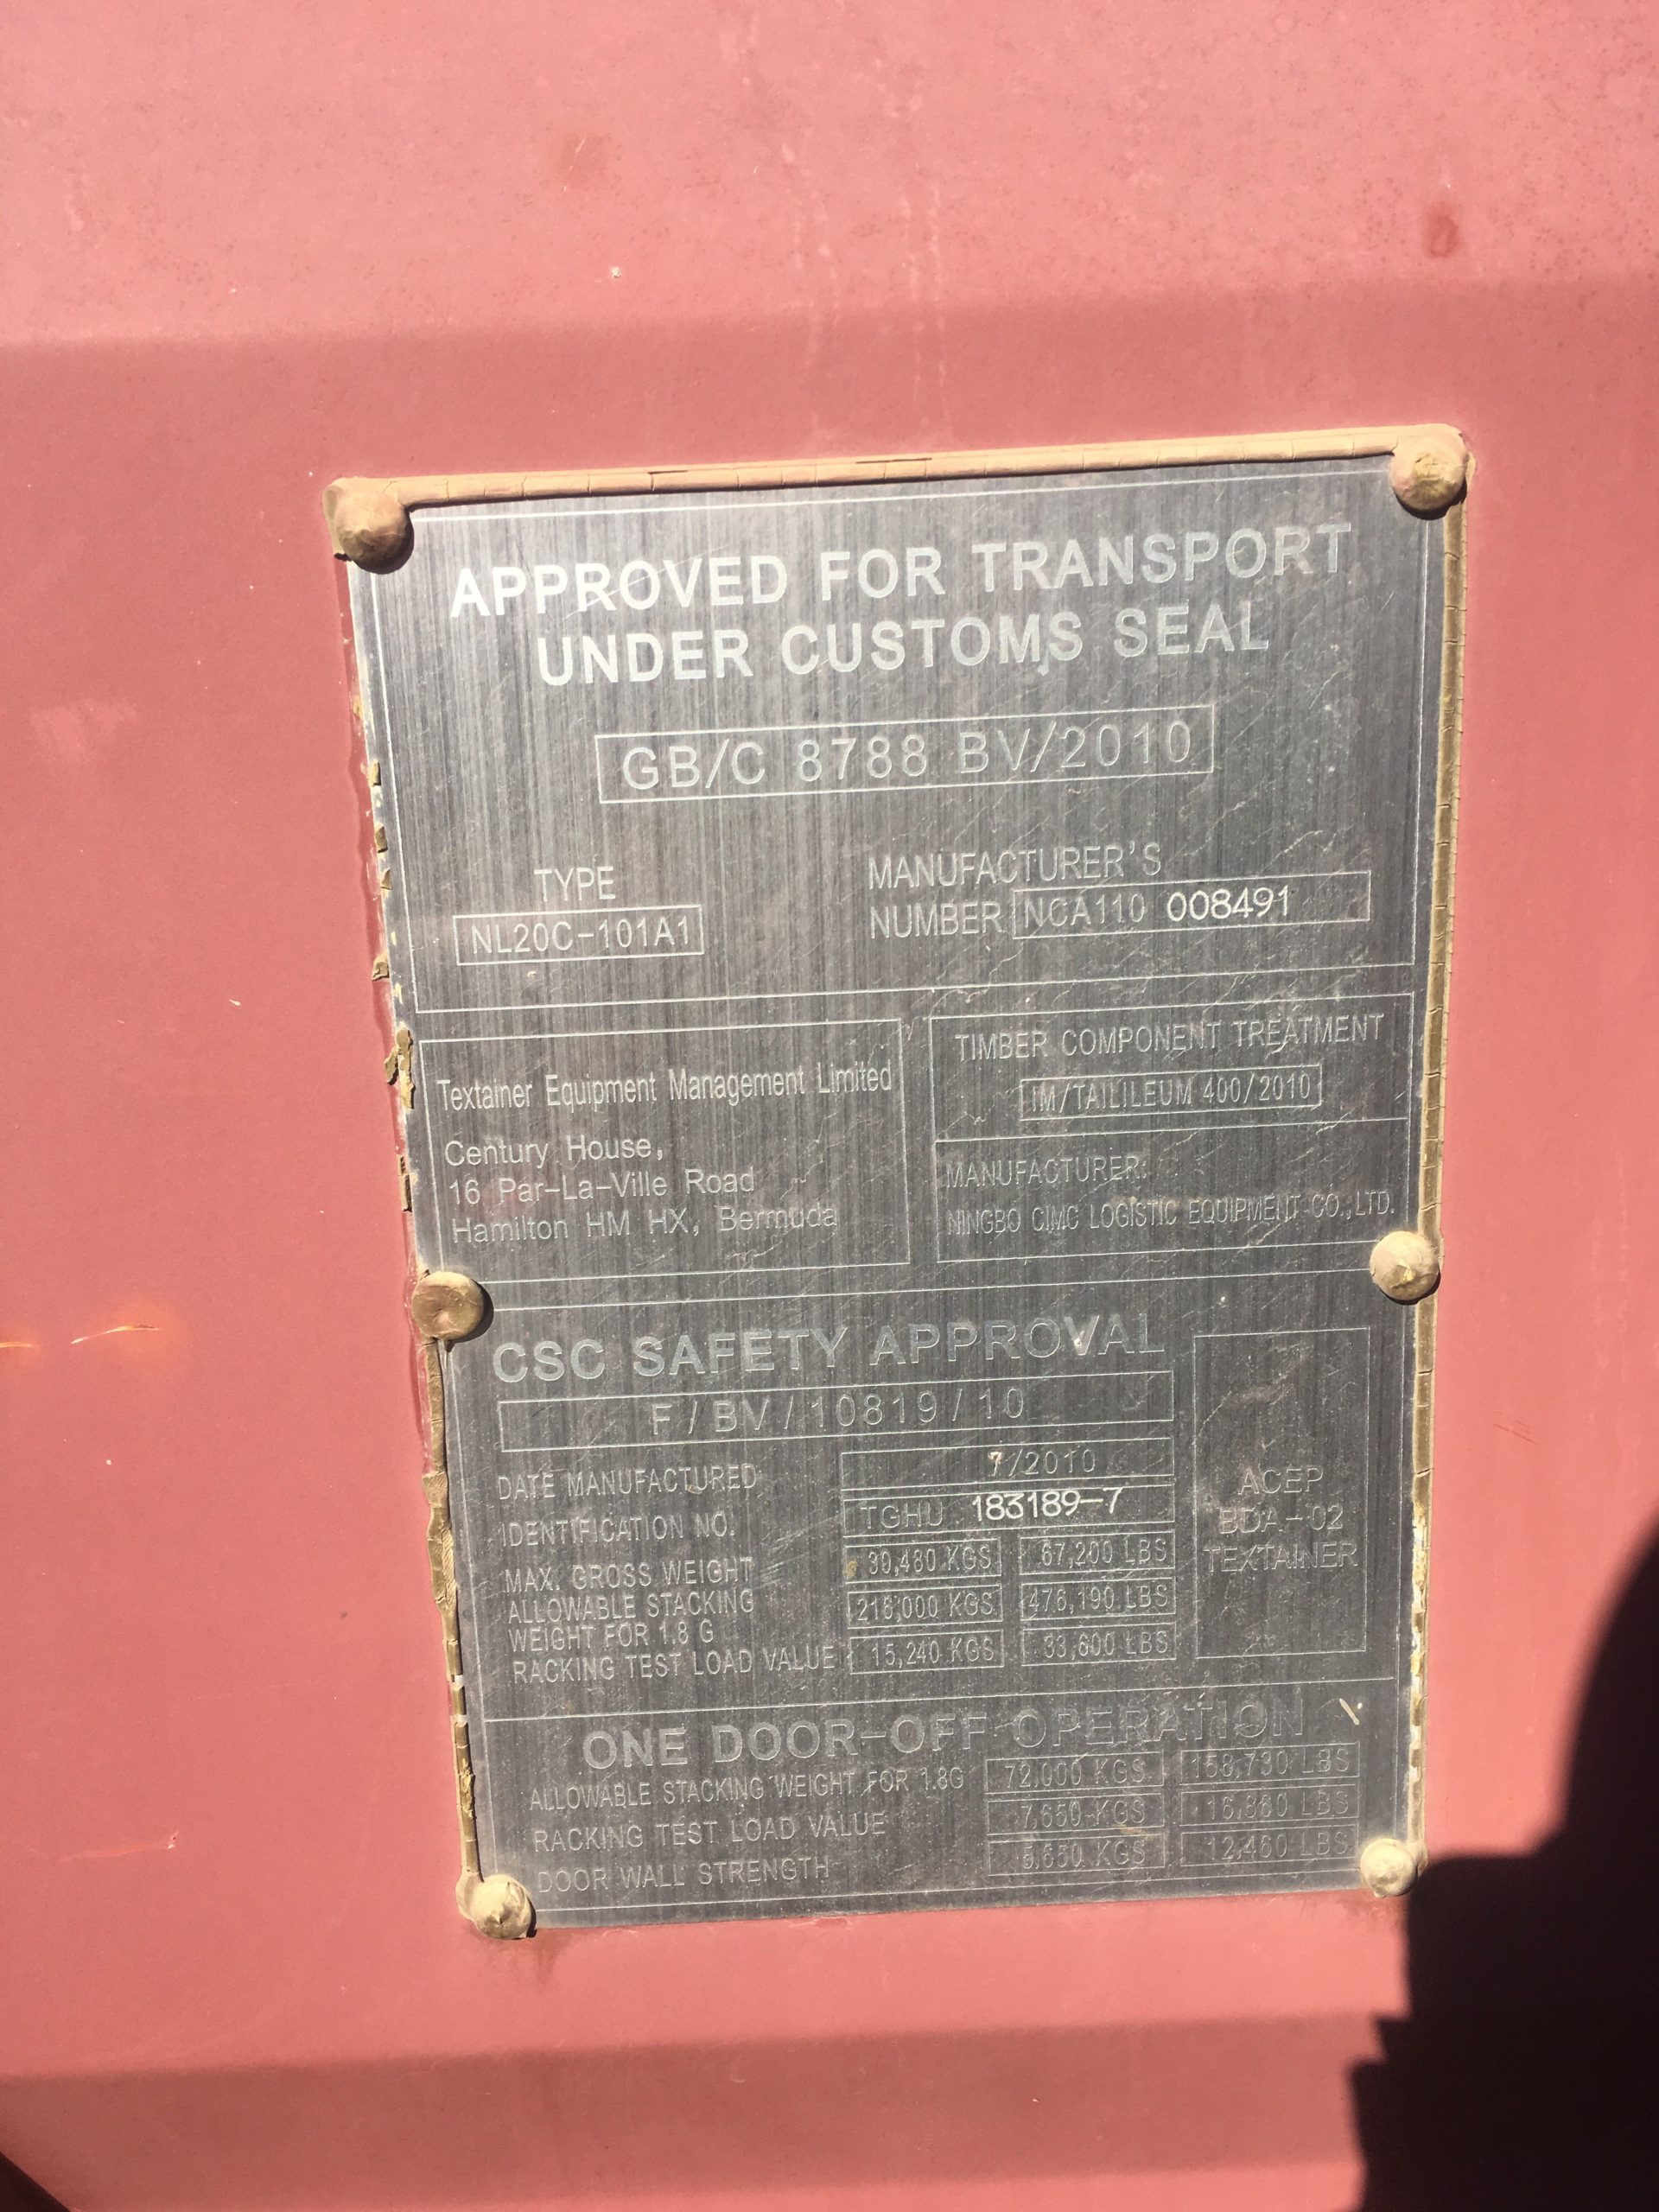 APPROVED FOR TRANSPORT
UNDER CUSTOMS SEAL
GB/C 8788 BV/2010
TYPE
NL20C-101A1
MANUFACTURER'S
NUMBER NCA110 008491
Textainer Equipment Management Limited
Century House,
16 Par-La-Ville Road
Hamilton HM HX, Bermuda
TIMBER COMPONENT TREATMENT
IM/TAILILEUM 400/2010
MANUFACTURER:
NINGBO CIMC LOGISTIC EQUIPMENT CO.,LTD.
CSC SAFETY APPROVAL
F/BV/10819/10
DATE MANUFACTURED 7/2010
IDENTIFICATION NO. TGHU 183189-7
MAX. GROSS WEIGHT 30,480 KGS 67,200 LBS
ALLOWABLE STACKING
WEIGHT FOR 1.8 G 216,000 KGS 476,190 LBS
RACKING TEST LOAD VALUE 15,240 KGS 33,600 LBS
ACEP
BDA-02
TEXTAINER
ONE DOOR-OFF OPERATION
ALLOWABLE STACKING WEIGHT FOR 1.8G 72,000 KGS 158,730 LBS
RACKING TEST LOAD VALUE 7,650 KGS 16,860 LBS
DOOR WALL STRENGTH 5,650 KGS 12,460 LBS